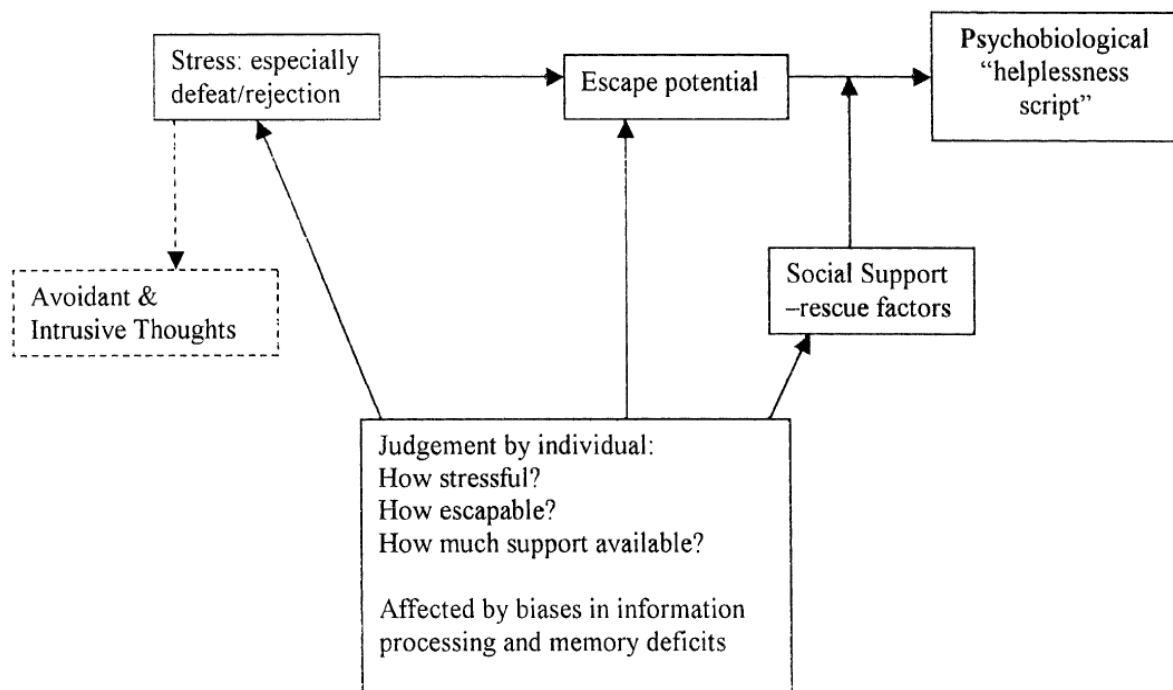 Stress: especially
defeat/rejection
Escape potential
Psychobiological
“helplessness
script”
Avoidant &
Intrusive Thoughts
Social Support
–rescue factors
Judgement by individual:
How stressful?
How escapable?
How much support available?
Affected by biases in information
processing and memory deficits